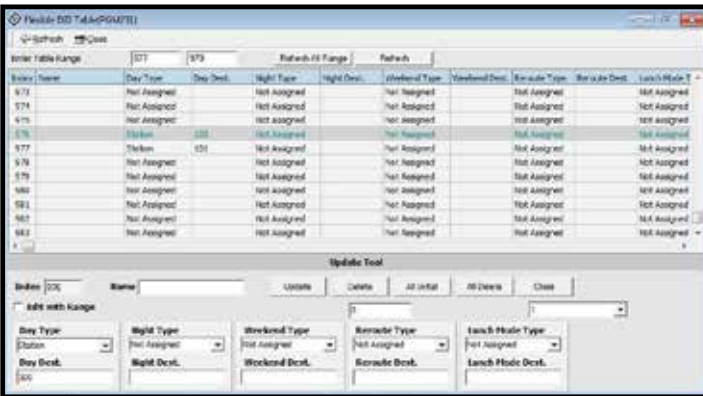 Flexible DID Table(PGM231)
Refresh Close
Enter Table Range 577 579 Refresh All Range Refresh
Index Name Day Type Day Dest. Night Type Night Dest. Weekend Type Weekend Dest. Reroute Type Reroute Dest. Lunch Mode T
573 Not Assigned Not Assigned Not Assigned Not Assigned Not Assigned
574 Not Assigned Not Assigned Not Assigned Not Assigned Not Assigned
575 Not Assigned Not Assigned Not Assigned Not Assigned Not Assigned
576 Station Not Assigned Not Assigned Not Assigned Not Assigned
577 Station Not Assigned Not Assigned Not Assigned Not Assigned
578 Not Assigned Not Assigned Not Assigned Not Assigned Not Assigned
579 Not Assigned Not Assigned Not Assigned Not Assigned Not Assigned
580 Not Assigned Not Assigned Not Assigned Not Assigned Not Assigned
581 Not Assigned Not Assigned Not Assigned Not Assigned Not Assigned
582 Not Assigned Not Assigned Not Assigned Not Assigned Not Assigned
583 Not Assigned Not Assigned Not Assigned Not Assigned Not Assigned
Update Tool
Index Name Update Delete All Initial All Delete Close
Edit with Range
Day Type Night Type Weekend Type Reroute Type Lunch Mode Type
Station Not Assigned Not Assigned Not Assigned Not Assigned
Day Dest. Night Dest. Weekend Dest. Reroute Dest. Lunch Mode Dest.